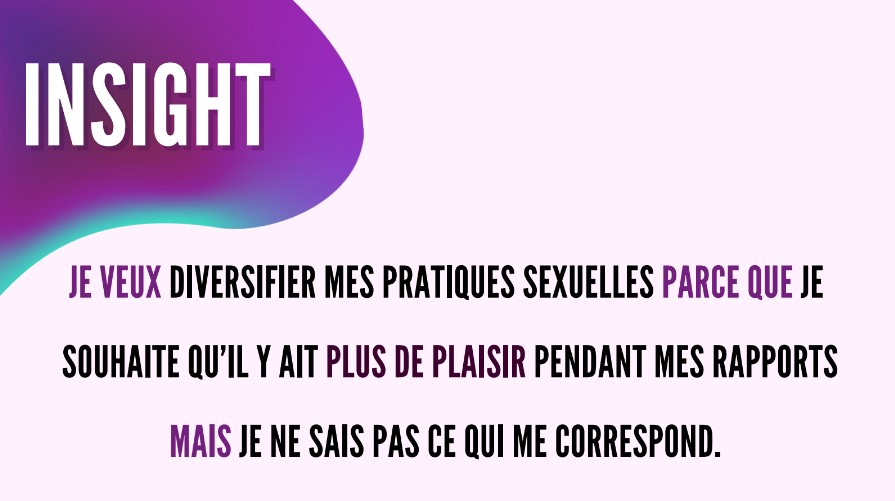 INSIGHT
JE VEUX DIVERSIFIER MES PRATIQUES SEXUELLES PARCE QUE JE
SOUHAITE QU'IL Y AIT PLUS DE PLAISIR PENDANT MES RAPPORTS
MAIS JE NE SAIS PAS CE QUI ME CORRESPOND.